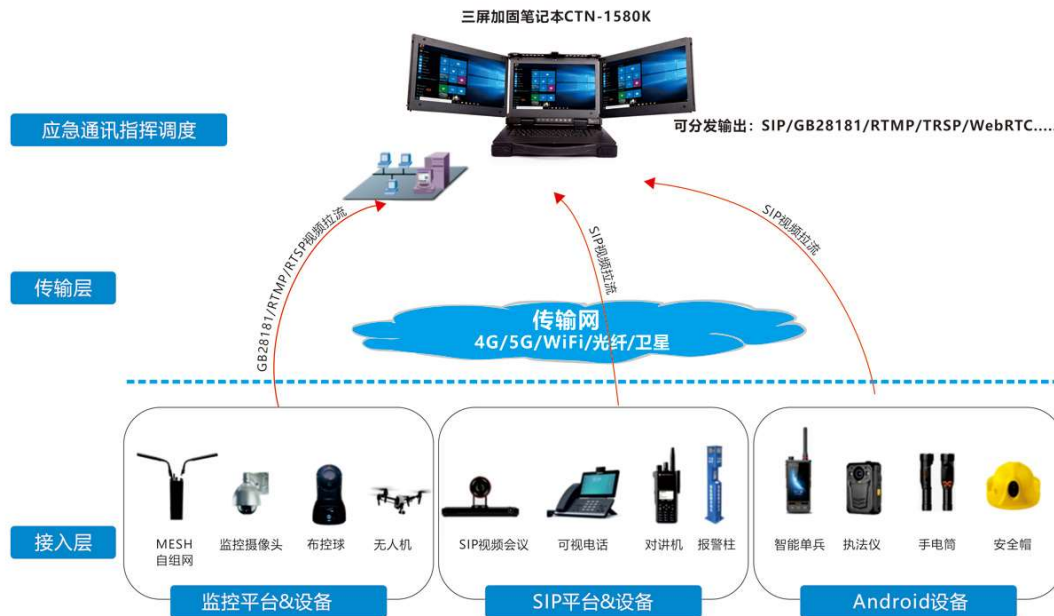 三屏加固笔记本CTN-1580K
应急通讯指挥调度
可分发输出：SIP/GB28181/RTMP/TRSP/WebRTC.....
GB28181/RTMP/RTSP视频拉流
SIP视频拉流
SIP视频拉流
传输层
传输网
4G/5G/WiFi/光纤/卫星
接入层
MESH
自组网
监控摄像头
布控球
无人机
SIP视频会议
可视电话
对讲机
报警柱
智能单兵
执法仪
手电筒
安全帽
监控平台&设备
SIP平台&设备
Android设备